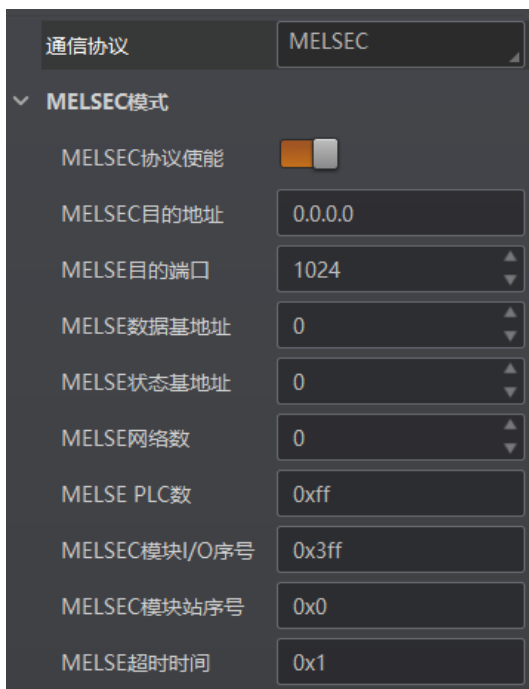 通信协议 MELSEC
MELSEC模式
MELSEC协议使能
MELSEC目的地址 0.0.0.0
MELSE目的端口 1024
MELSE数据基地址 0
MELSE状态基地址 0
MELSE网络数 0
MELSE PLC数 0xff
MELSEC模块I/O序号 0x3ff
MELSEC模块站序号 0x0
MELSE超时时间 0x1